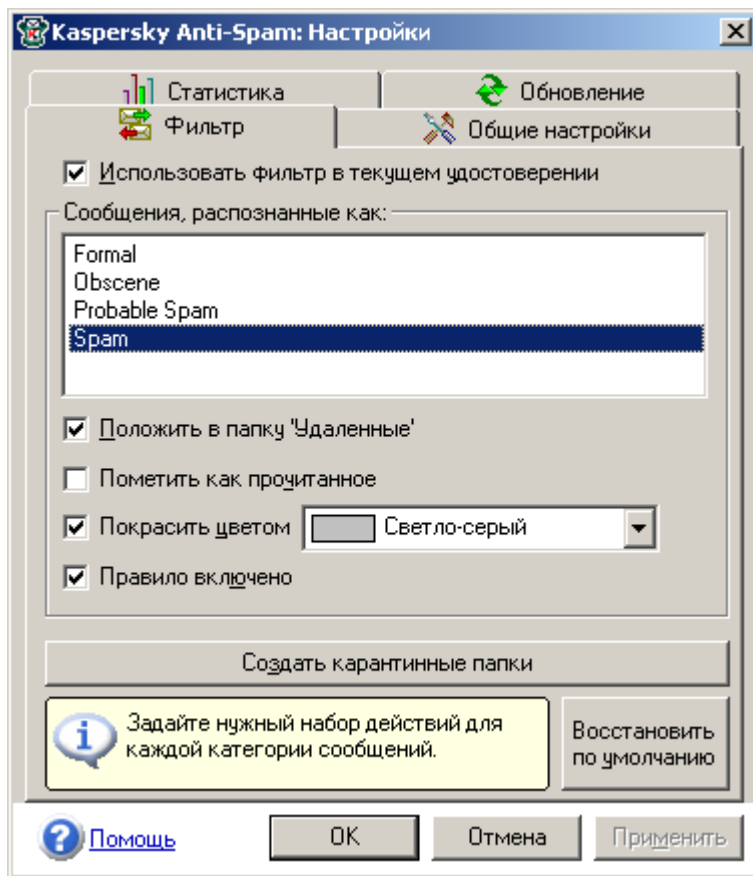 Kaspersky Anti-Spam: Настройки
Статистика
Обновление
Фильтр
Общие настройки
Использовать фильтр в текущем удостоверении
Сообщения, распознанные как:
Formal
Obscene
Probable Spam
Spam
Положить в папку 'Удаленные'
Пометить как прочитанное
Покрасить цветом
Светло-серый
Правило включено
Создать карантинные папки
Задайте нужный набор действий для
каждой категории сообщений.
Восстановить
по умолчанию
Помощь
OK
Отмена
Применить